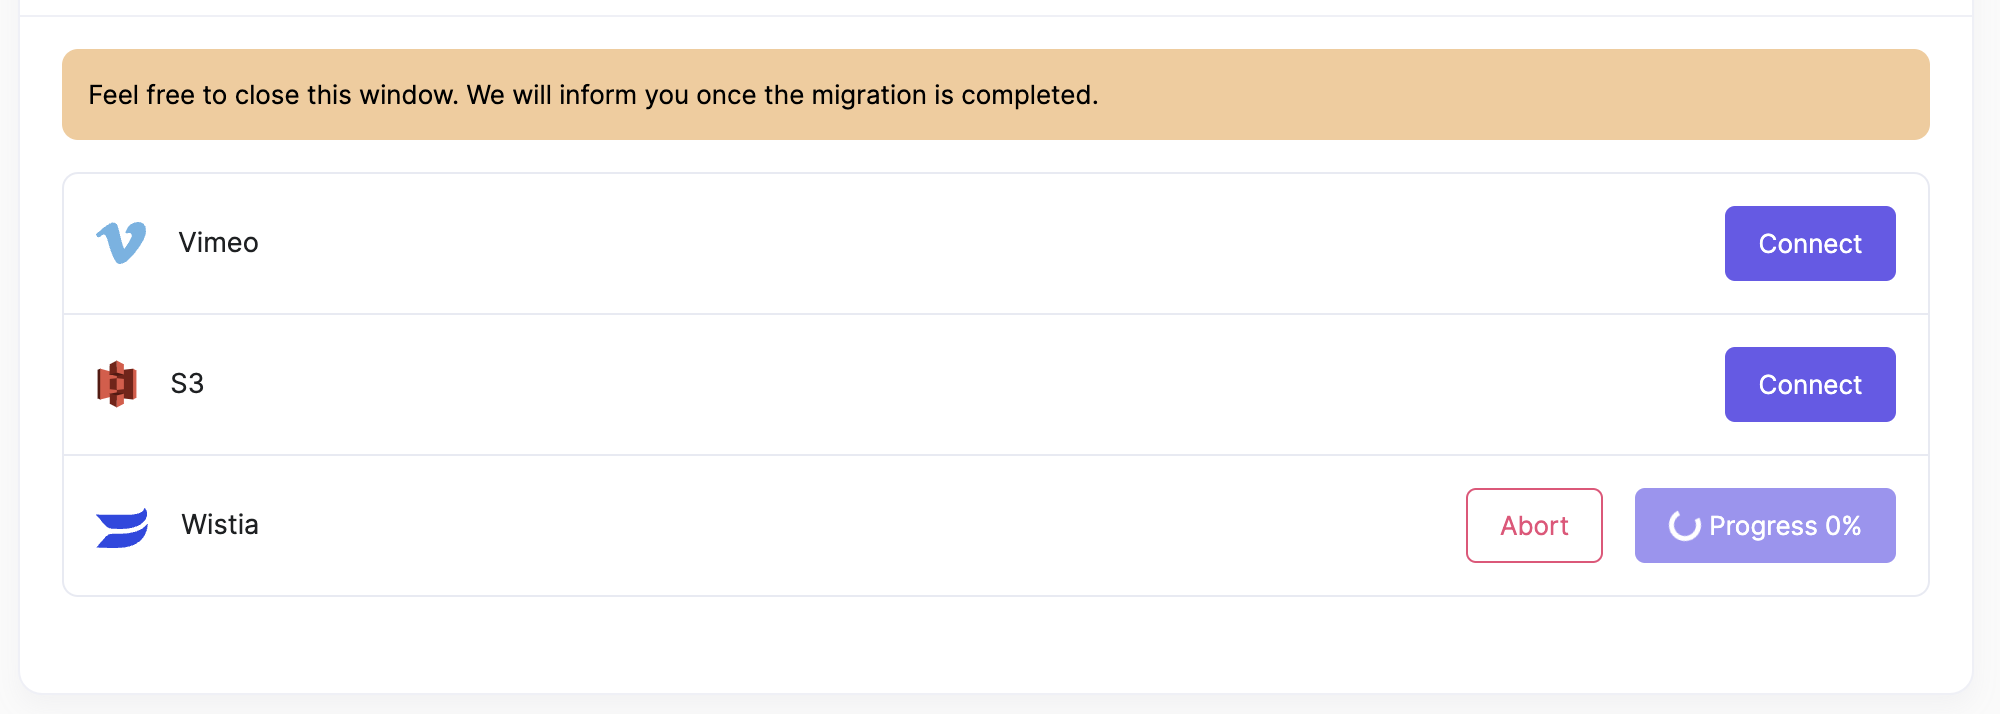 Feel free to close this window. We will inform you once the migration is completed.
Vimeo
Connect
S3
Connect
Wistia
Abort
Progress 0%